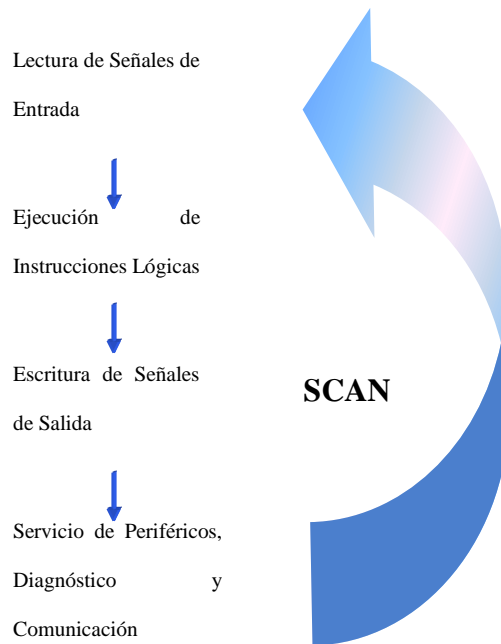 Lectura de Señales de
Entrada
Ejecución de
Instrucciones Lógicas
Escritura de Señales
de Salida
SCAN
Servicio de Periféricos,
Diagnóstico y
Comunicación